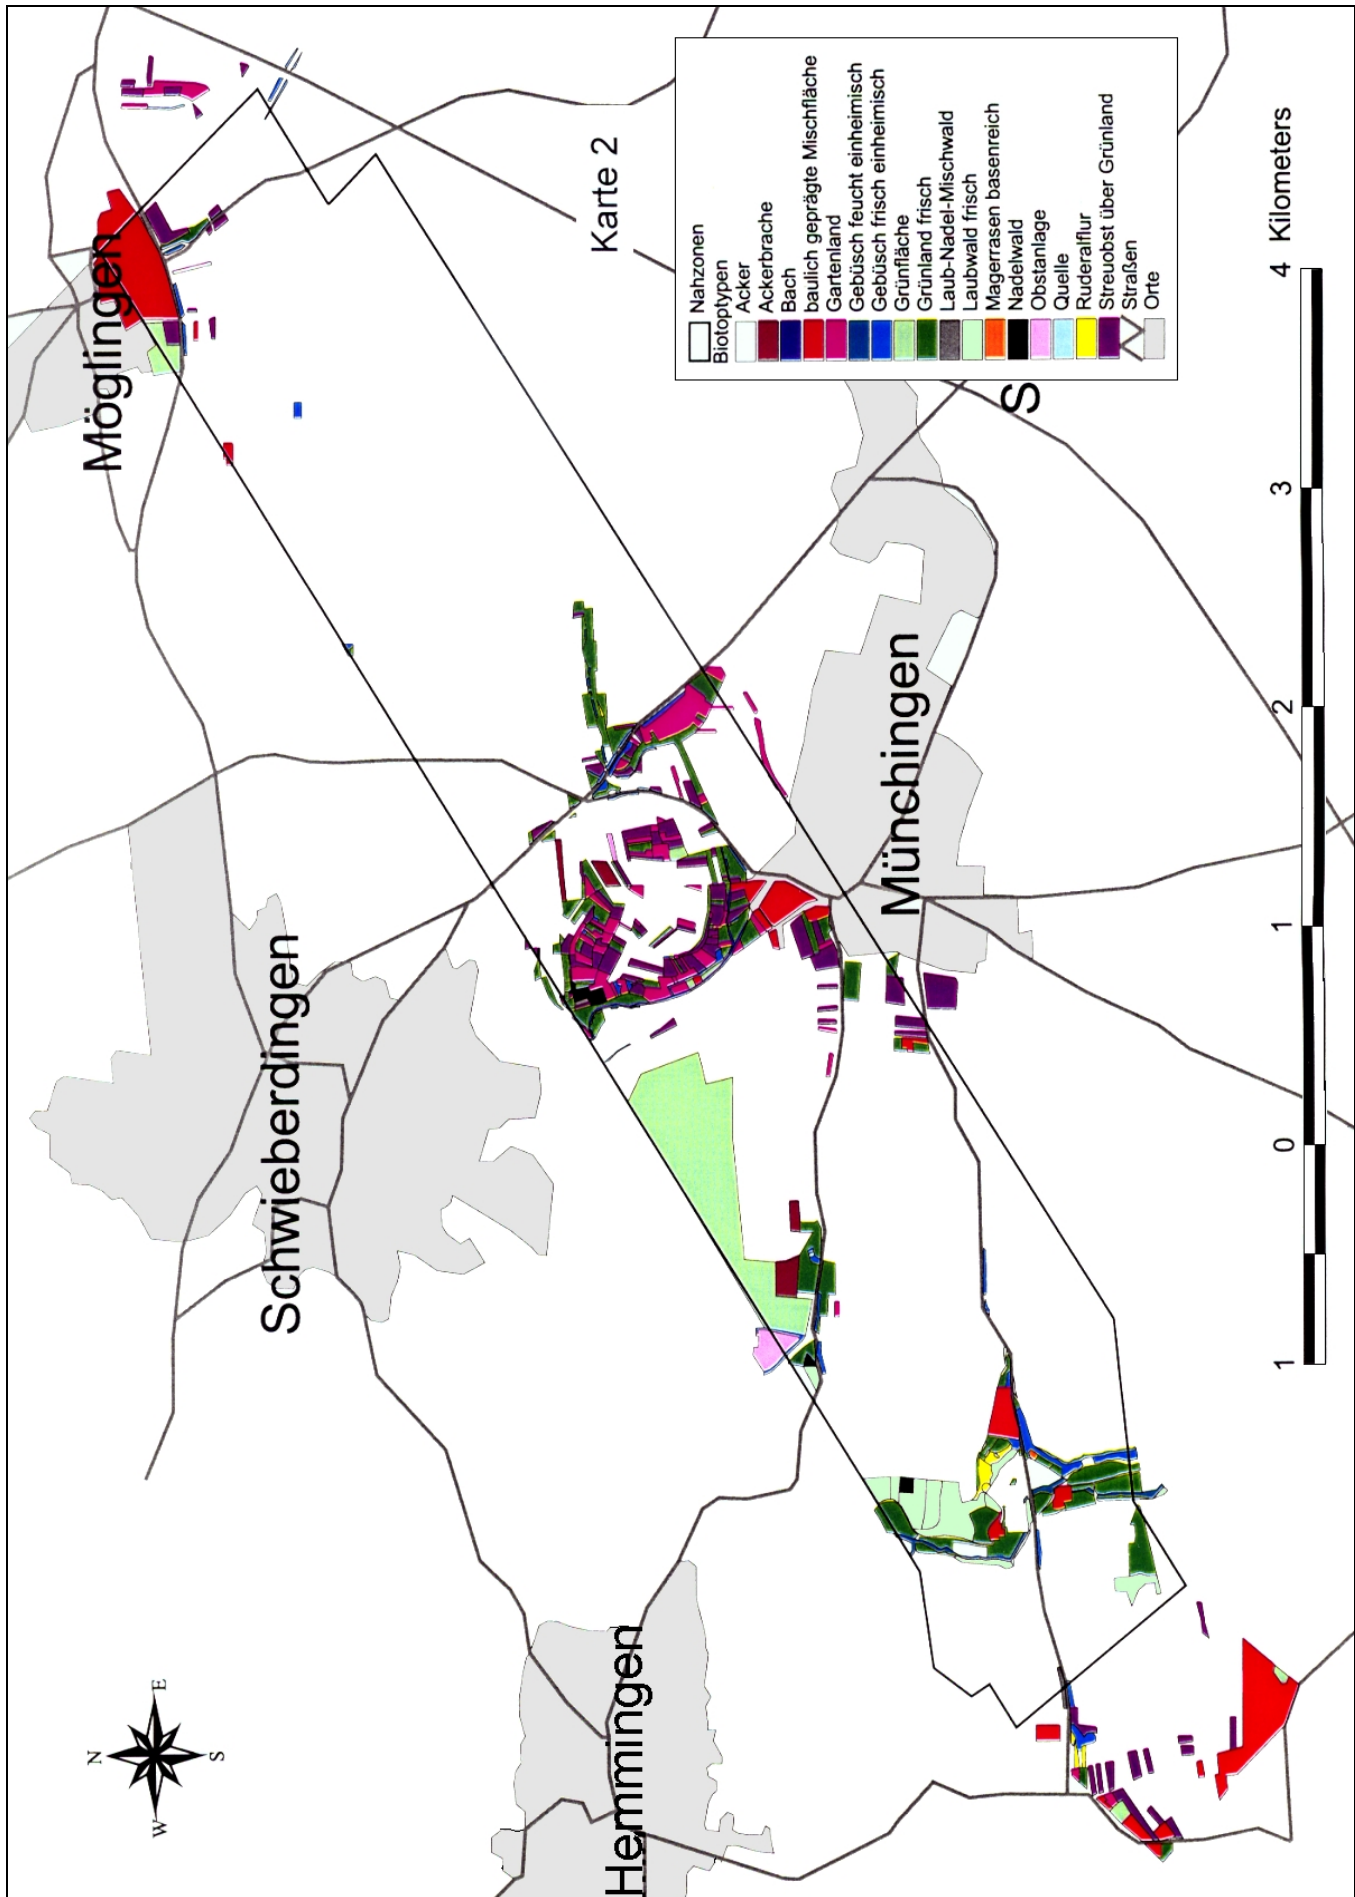 Möglingen
Schwieberdingen
Hemmingen
Münchingen
S
Karte 2
Nahzonen
Biotoptypen
Acker
Ackerbrache
Bach
baulich geprägte Mischfläche
Gartenland
Gebüsch feucht einheimisch
Gebüsch frisch einheimisch
Grünfläche
Grünland frisch
Laub-Nadel-Mischwald
Laubwald frisch
Magerrasen basenreich
Nadelwald
Obstanlage
Quelle
Ruderalflur
Streuobst über Grünland
Straßen
Orte
N
W E
S
1 0 1 2 3 4 Kilometers